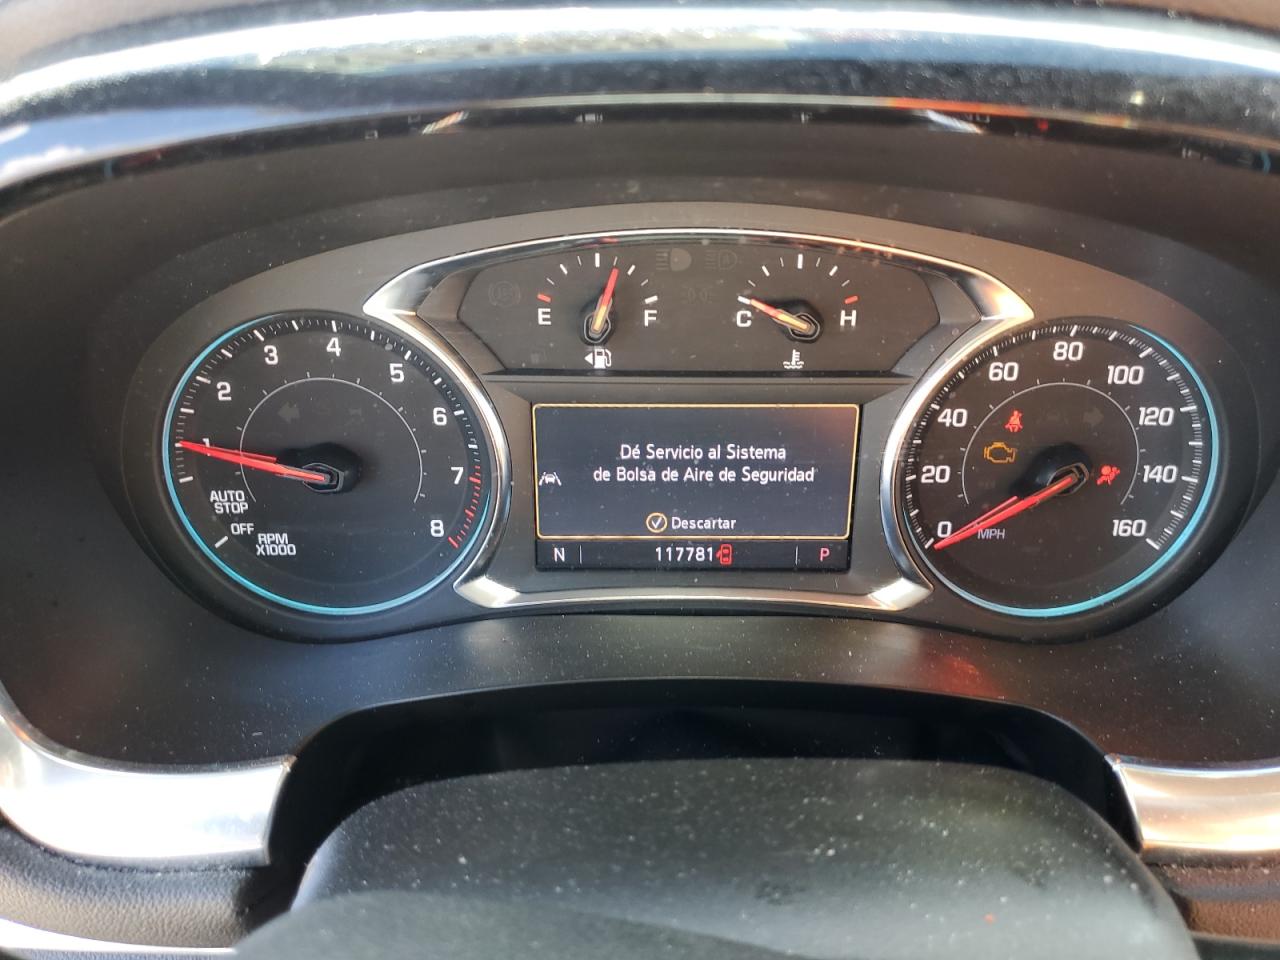 E F
C H
1 2 3 4 5 6 7 8
AUTO
STOP
OFF
RPM
X1000
Dé Servicio al Sistema
de Bolsa de Aire de Seguridad
Descartar
N 117781 P
0 20 40 60 80 100 120 140 160
MPH